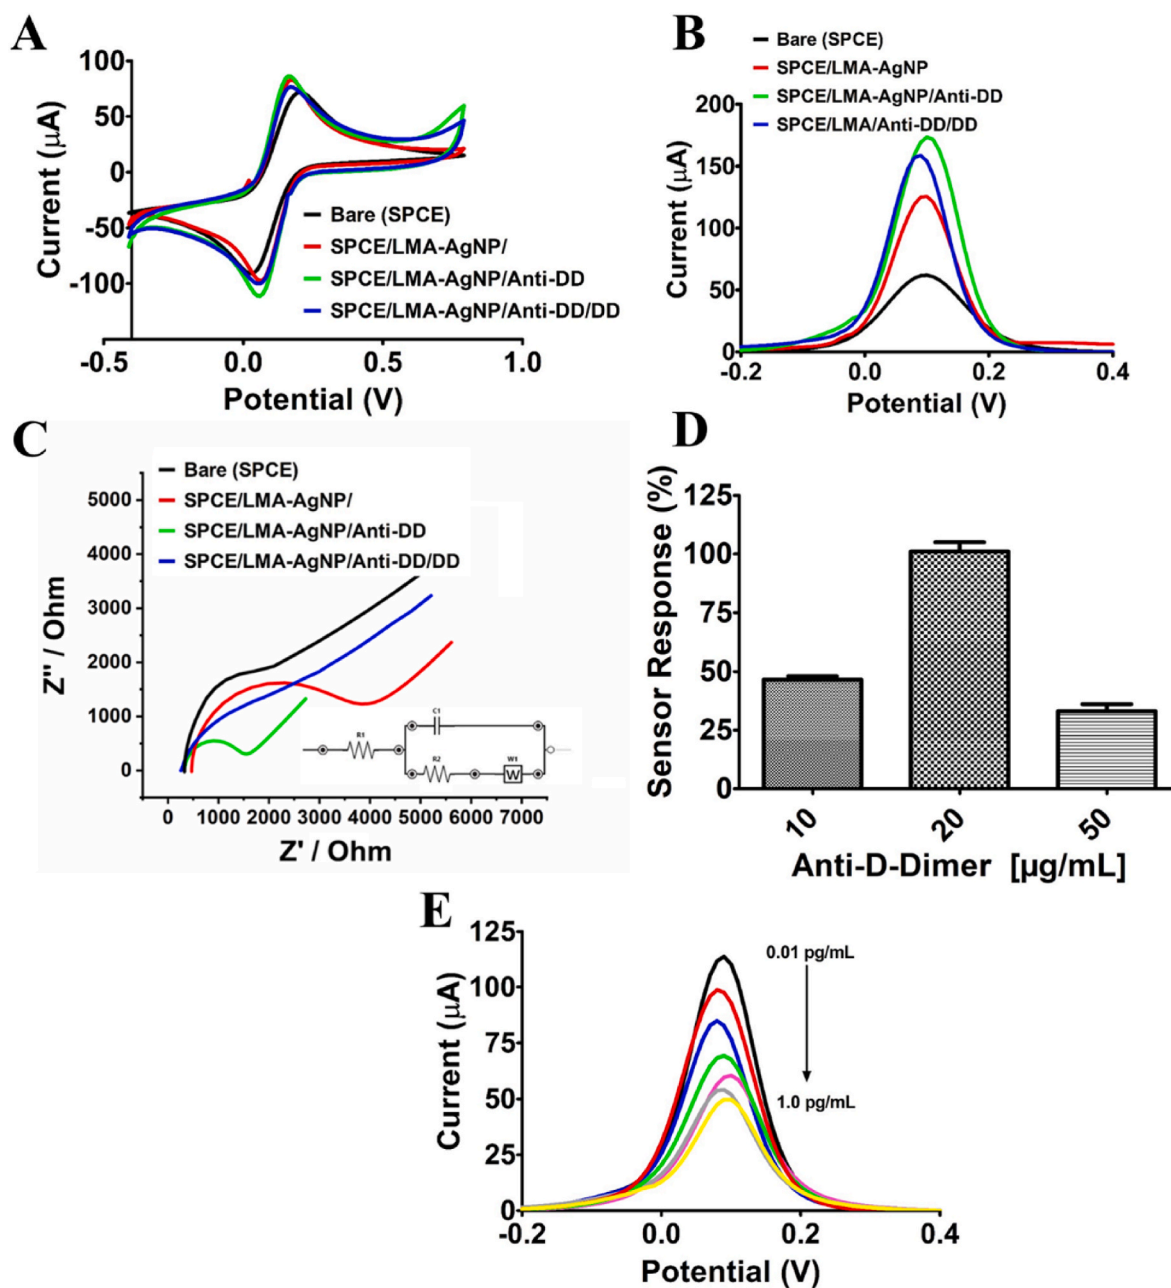 A
100
50
0
-50
-100
Current (µA)
Bare (SPCE)
SPCE/LMA-AgNP/
SPCE/LMA-AgNP/Anti-DD
SPCE/LMA-AgNP/Anti-DD/DD
-0.5
0.0
0.5
1.0
Potential (V)
B
Bare (SPCE)
SPCE/LMA-AgNP
SPCE/LMA-AgNP/Anti-DD
SPCE/LMA/Anti-DD/DD
200
150
100
50
0
Current (µA)
-0.2
0.0
0.2
0.4
Potential (V)
C
Bare (SPCE)
SPCE/LMA-AgNP/
SPCE/LMA-AgNP/Anti-DD
SPCE/LMA-AgNP/Anti-DD/DD
5000
4000
3000
2000
1000
0
Z" / Ohm
C1
R1
R2
W1
W
0
1000
2000
3000
4000
5000
6000
7000
Z' / Ohm
D
125
100
75
50
25
0
Sensor Response (%)
10
20
50
Anti-D-Dimer [µg/mL]
E
125
100
75
50
25
0
Current (µA)
0.01 pg/mL
1.0 pg/mL
-0.2
0.0
0.2
0.4
Potential (V)